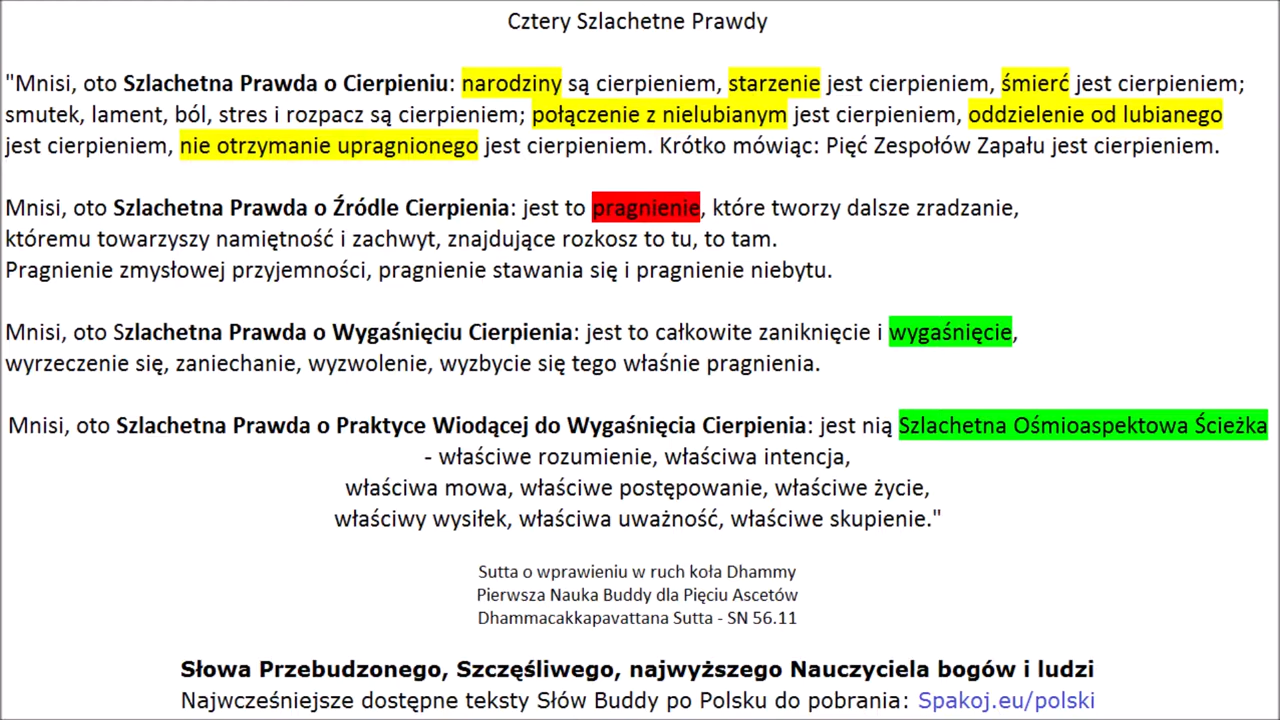 Cztery Szlachetne Prawdy
"Mnisi, oto Szlachetna Prawda o Cierpieniu: narodziny są cierpieniem, starzenie jest cierpieniem, śmierć jest cierpieniem;
smutek, lament, ból, stres i rozpacz są cierpieniem; połączenie z nielubianym jest cierpieniem, oddzielenie od lubianego
jest cierpieniem, nie otrzymanie upragnionego jest cierpieniem. Krótko mówiąc: Pięć Zespołów Zapału jest cierpieniem.
Mnisi, oto Szlachetna Prawda o Źródle Cierpienia: jest to pragnienie, które tworzy dalsze zradzanie,
któremu towarzyszy namiętność i zachwyt, znajdujące rozkosz to tu, to tam.
Pragnienie zmysłowej przyjemności, pragnienie stawania się i pragnienie niebytu.
Mnisi, oto Szlachetna Prawda o Wygaśnięciu Cierpienia: jest to całkowite zaniknięcie i wygaśnięcie,
wyrzeczenie się, zaniechanie, wyzwolenie, wyzbycie się tego właśnie pragnienia.
Mnisi, oto Szlachetna Prawda o Praktyce Wiodącej do Wygaśnięcia Cierpienia: jest nią Szlachetna Ośmioaspektowa Ścieżka
- właściwe rozumienie, właściwa intencja,
właściwa mowa, właściwe postępowanie, właściwe życie,
właściwy wysiłek, właściwa uważność, właściwe skupienie."
Sutta o wprawieniu w ruch koła Dhammy
Pierwsza Nauka Buddy dla Pięciu Ascetów
Dhammacakkapavattana Sutta - SN 56.11
Słowa Przebudzonego, Szczęśliwego, najwyższego Nauczyciela bogów i ludzi
Najwcześniejsze dostępne teksty Słów Buddy po Polsku do pobrania: Spakoj.eu/polski